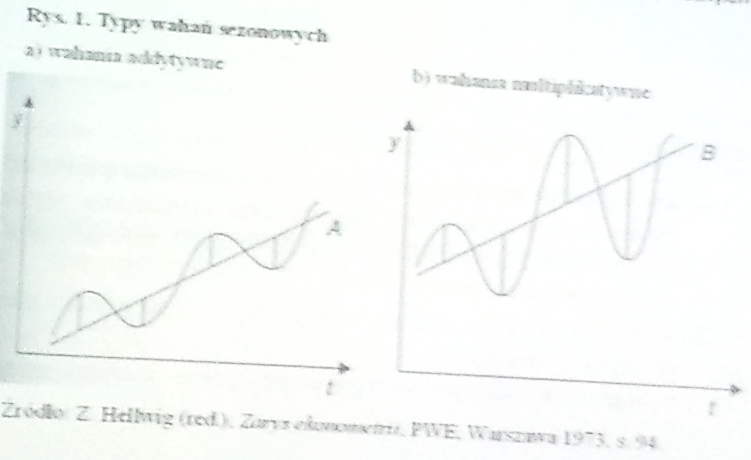 Rys. 1. Typy wahań sezonowych
a) wahania addytywne
b) wahania multiplikatywne
y
A
t
y
B
t
Źródło: Z. Hellwig (red.), Zarys ekonometrii, PWE, Warszawa 1973, s. 94.